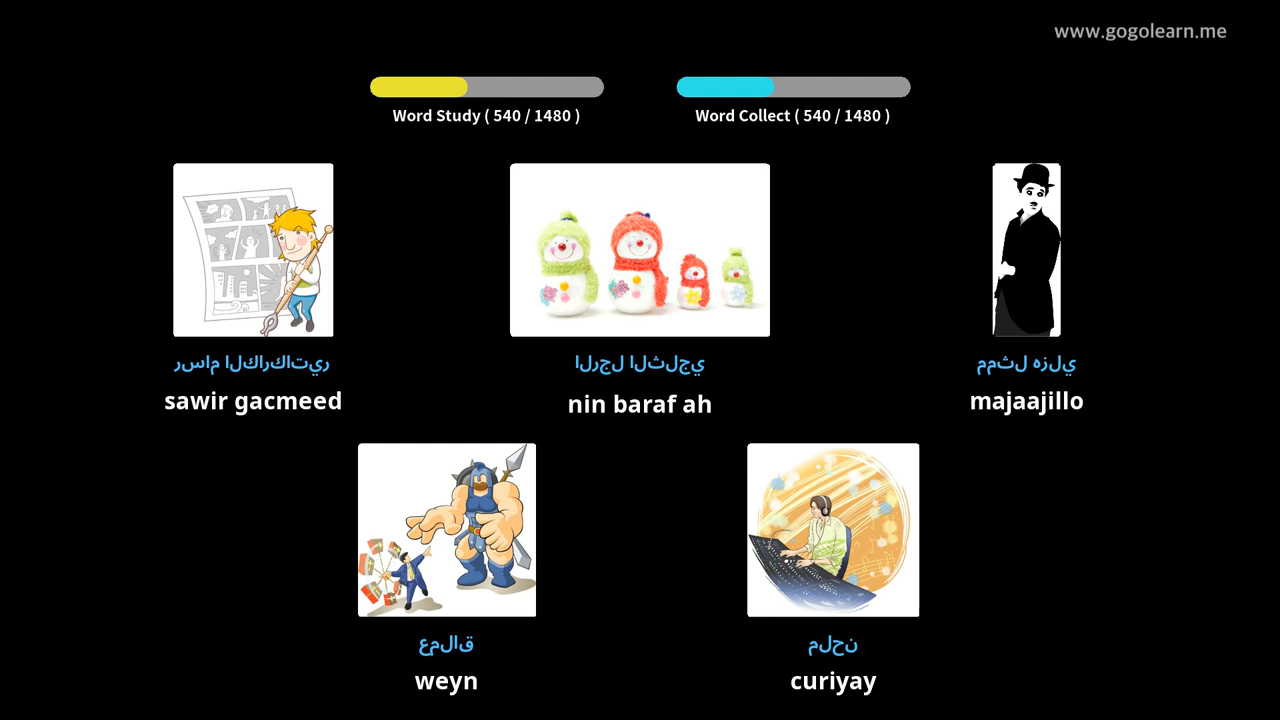 www.gogolearn.me
Word Study ( 540 / 1480 )
Word Collect ( 540 / 1480 )
رسام الكاركاتير
sawir gacmeed
الرجل الثلجي
nin baraf ah
ممثل هزلي
majaajillo
عملاق
weyn
ملحن
curiyay